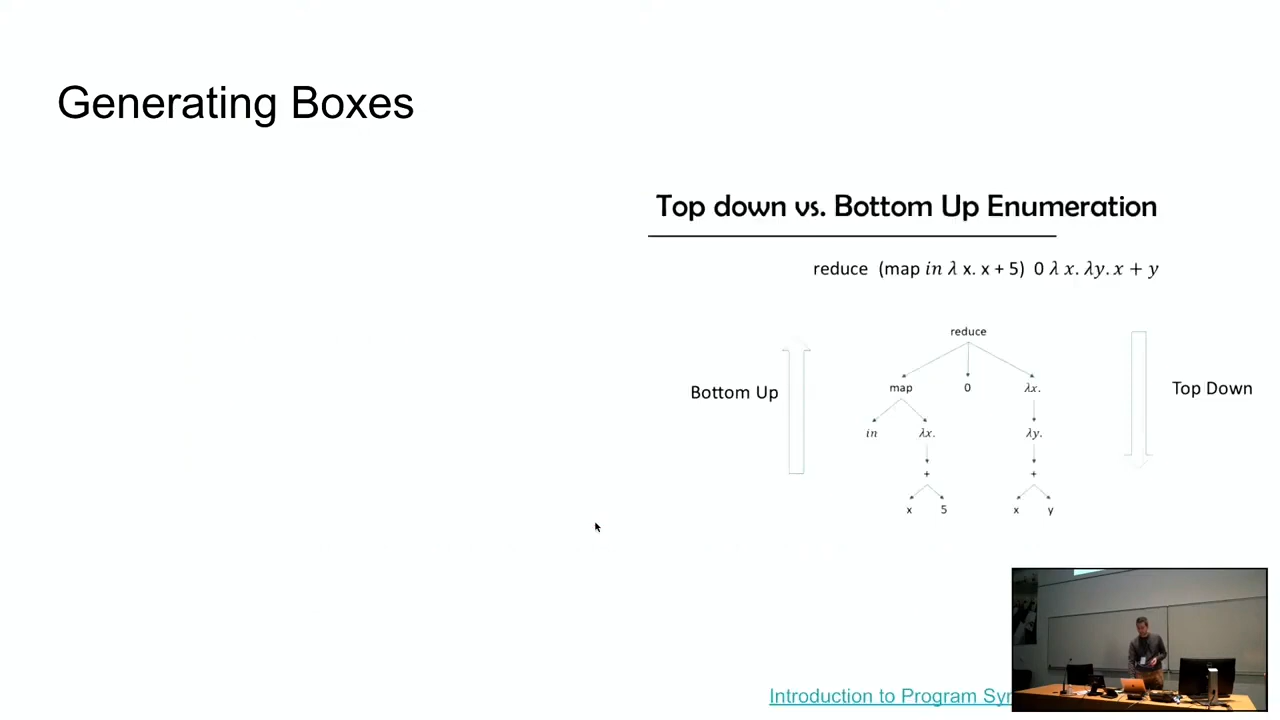 Generating Boxes
Top down vs. Bottom Up Enumeration
reduce (map in λ x. x + 5) 0 λ x. λy. x + y
reduce
Bottom Up
map 0 λx.
Top Down
in λx. λy.
+ +
x 5 x y
Introduction to Program